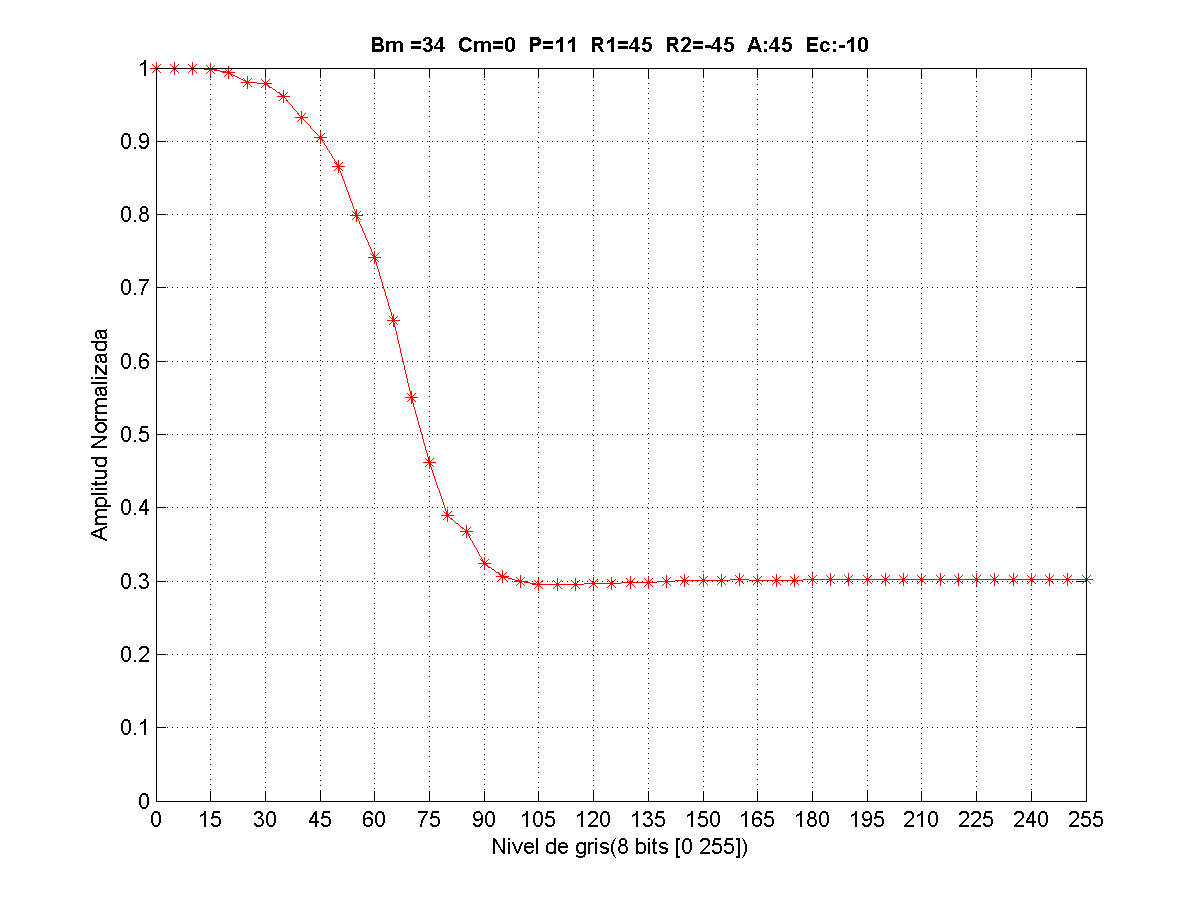 Bm =34  Cm=0  P=11  R1=45  R2=-45  A:45  Ec:-10
1
0.9
0.8
0.7
0.6
0.5
0.4
0.3
0.2
0.1
0
Amplitud Normalizada
0 15 30 45 60 75 90 105 120 135 150 165 180 195 210 225 240 255
Nivel de gris(8 bits [0 255])